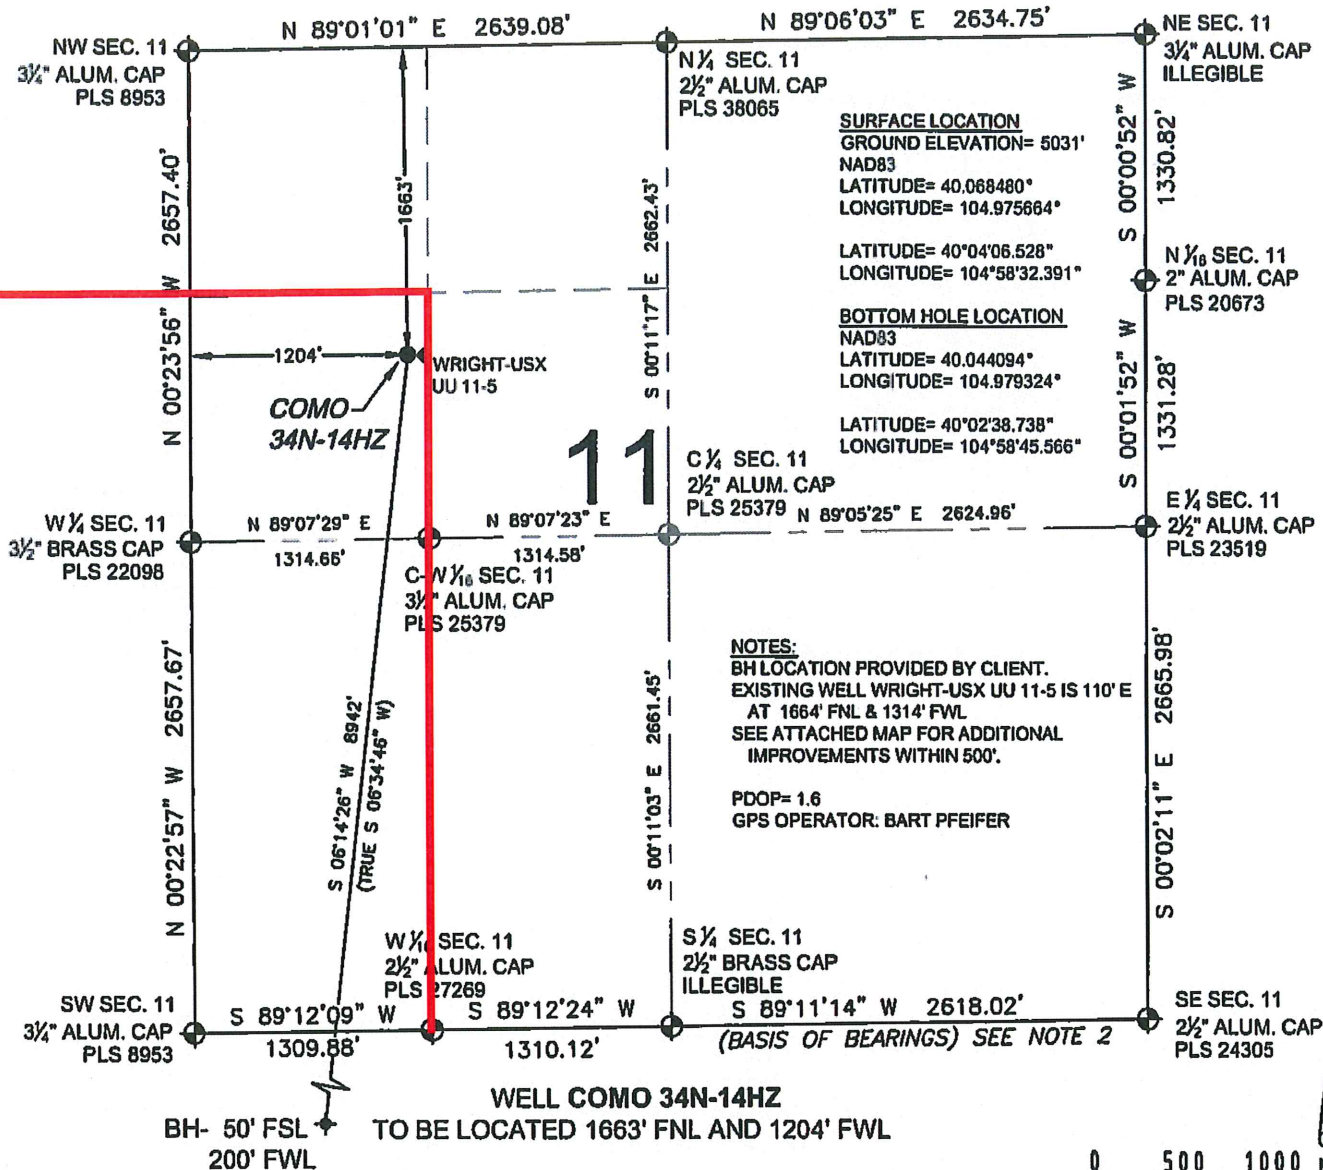 N 89°01'01" E 2639.08'
N 89°06'03" E 2634.75'
NW SEC. 11
3¼" ALUM. CAP
PLS 8953
N ¼ SEC. 11
2½" ALUM. CAP
PLS 38065
NE SEC. 11
3¼" ALUM. CAP
ILLEGIBLE
SURFACE LOCATION
GROUND ELEVATION= 5031'
NAD83
LATITUDE= 40.068480°
LONGITUDE= 104.975664°
LATITUDE= 40°04'06.528"
LONGITUDE= 104°58'32.391"
BOTTOM HOLE LOCATION
NAD83
LATITUDE= 40.044094°
LONGITUDE= 104.979324°
LATITUDE= 40°02'38.738"
LONGITUDE= 104°58'45.566"
N 00°23'56" W 2657.40'
1663'
S 00°11'17" E 2662.43'
S 00°00'52" W 1330.82'
N 1/16 SEC. 11
2" ALUM. CAP
PLS 20673
S 00°01'52" W 1331.28'
1204'
WRIGHT-USX
UU 11-5
COMO
34N-14HZ
11
C ¼ SEC. 11
2½" ALUM. CAP
PLS 25379
W ¼ SEC. 11
3½" BRASS CAP
PLS 22098
N 89°07'29" E
1314.66'
N 89°07'23" E
1314.58'
N 89°05'25" E 2624.96'
E ¼ SEC. 11
2½" ALUM. CAP
PLS 23519
C-W 1/16 SEC. 11
3¼" ALUM. CAP
PLS 25379
NOTES:
BH LOCATION PROVIDED BY CLIENT.
EXISTING WELL WRIGHT-USX UU 11-5 IS 110' E
AT 1664' FNL & 1314' FWL
SEE ATTACHED MAP FOR ADDITIONAL
IMPROVEMENTS WITHIN 500'.
PDOP= 1.6
GPS OPERATOR: BART PFEIFER
N 00°22'57" W 2657.67'
S 06°14'26" W 8942'
(TRUE S 06°34'46" W)
S 00°11'03" E 2661.45'
S 00°02'11" E 2665.98'
W 1/16 SEC. 11
2½" ALUM. CAP
PLS 27269
S ¼ SEC. 11
2½" BRASS CAP
ILLEGIBLE
SW SEC. 11
3¼" ALUM. CAP
PLS 8953
S 89°12'09" W
1309.88'
S 89°12'24" W
1310.12'
S 89°11'14" W 2618.02'
(BASIS OF BEARINGS) SEE NOTE 2
SE SEC. 11
2½" ALUM. CAP
PLS 24305
WELL COMO 34N-14HZ
TO BE LOCATED 1663' FNL AND 1204' FWL
BH- 50' FSL
200' FWL
0 500 1000